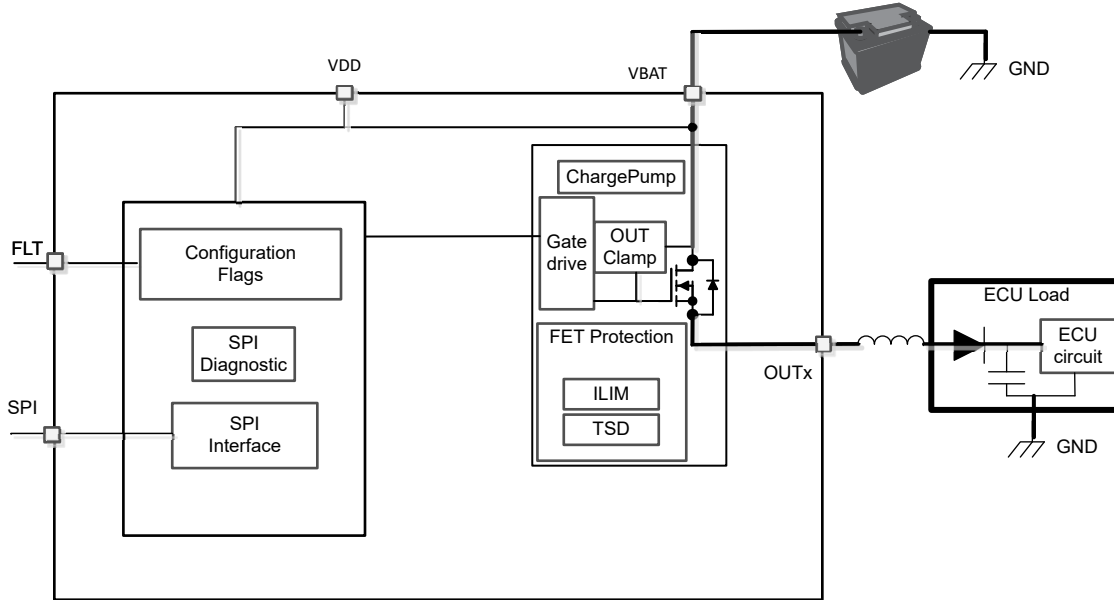 VDD
VBAT
GND
ChargePump
FLT
Configuration
Flags
Gate
drive
OUT
Clamp
SPI
Diagnostic
FET Protection
ILIM
TSD
OUTx
ECU Load
ECU
circuit
SPI
SPI
Interface
GND